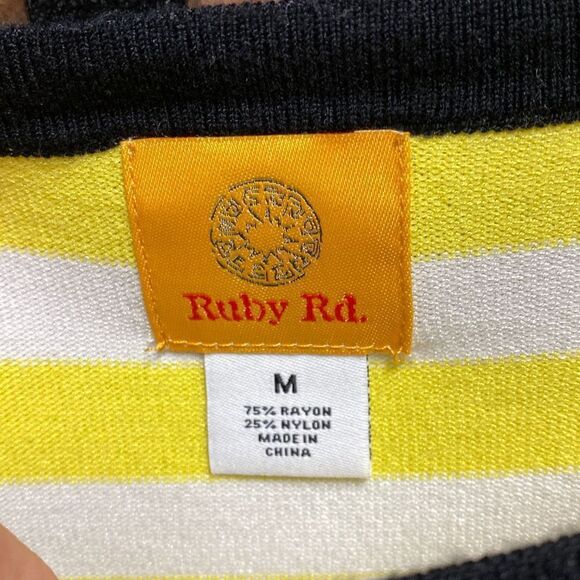 Ruby Rd.
M
75% RAYON
25% NYLON
MADE IN
CHINA